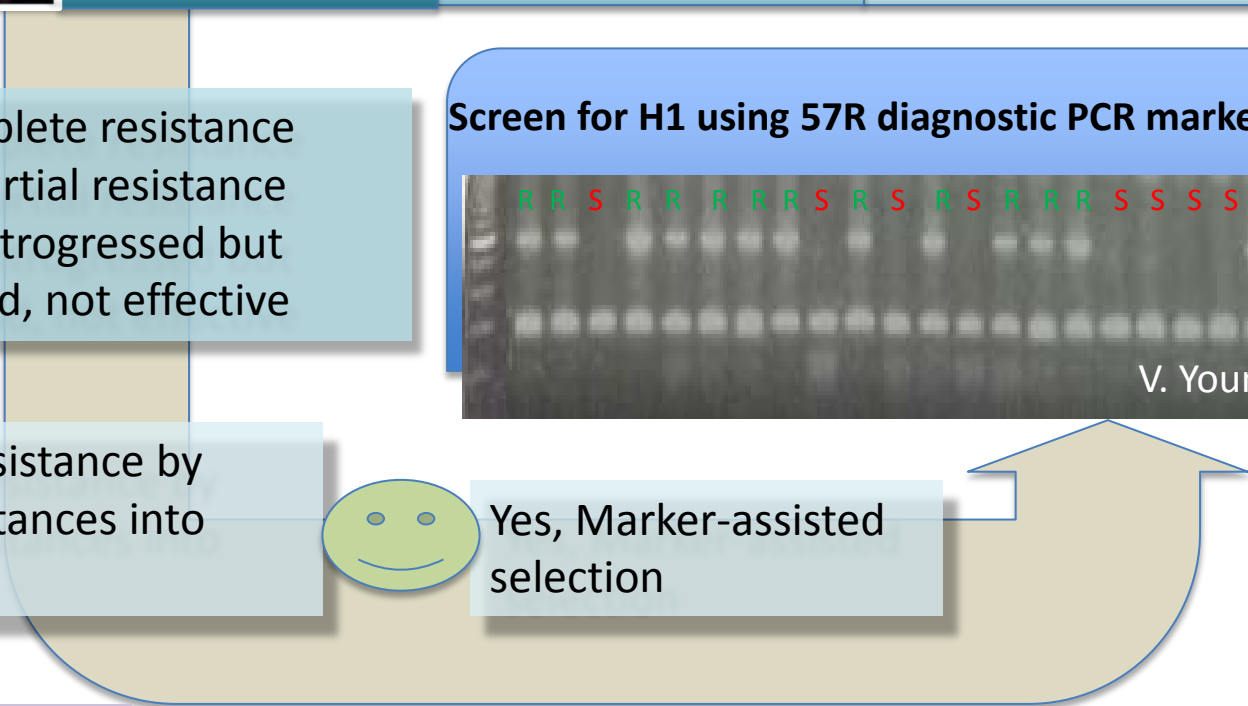 plete resistance
rtial resistance
trogressed but
d, not effective
Screen for H1 using 57R diagnostic PCR marke
R R S R R R R R S R S R S R R R S S S S
V. Your
sistance by
tances into
Yes, Marker-assisted
selection